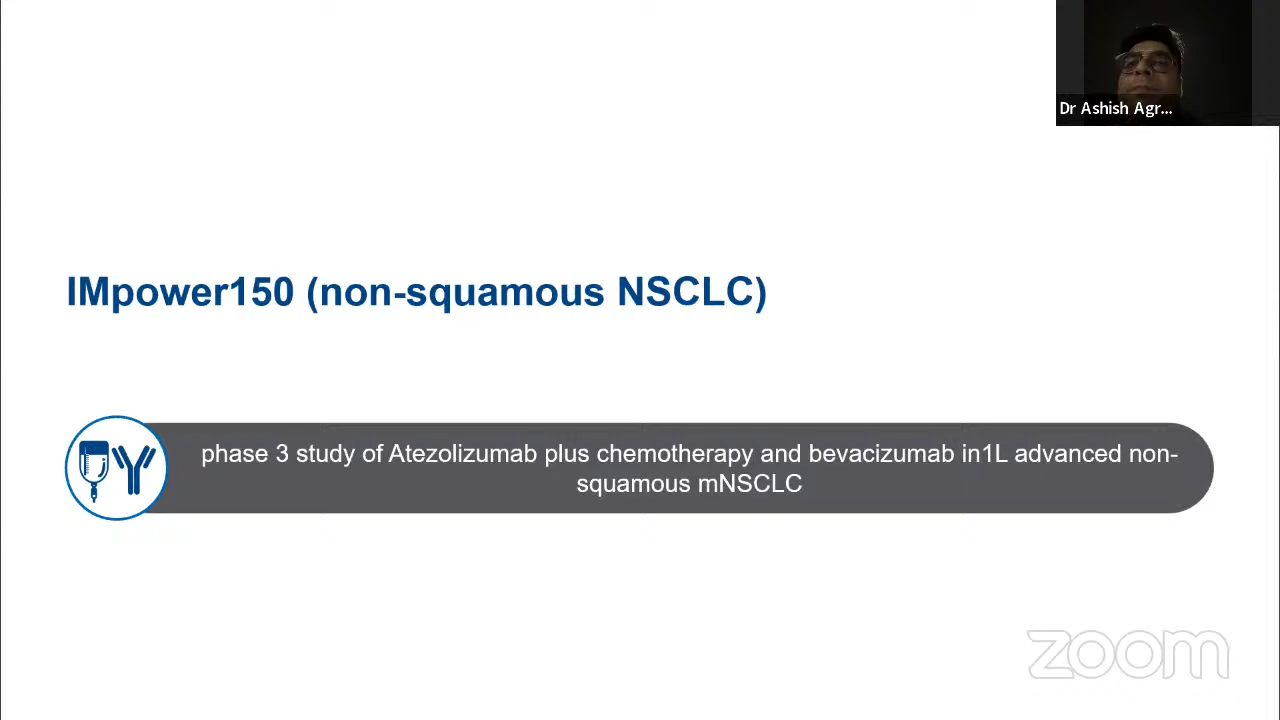 Dr Ashish Agr...
IMpower150 (non-squamous NSCLC)
phase 3 study of Atezolizumab plus chemotherapy and bevacizumab in1L advanced non-
squamous mNSCLC
zoom